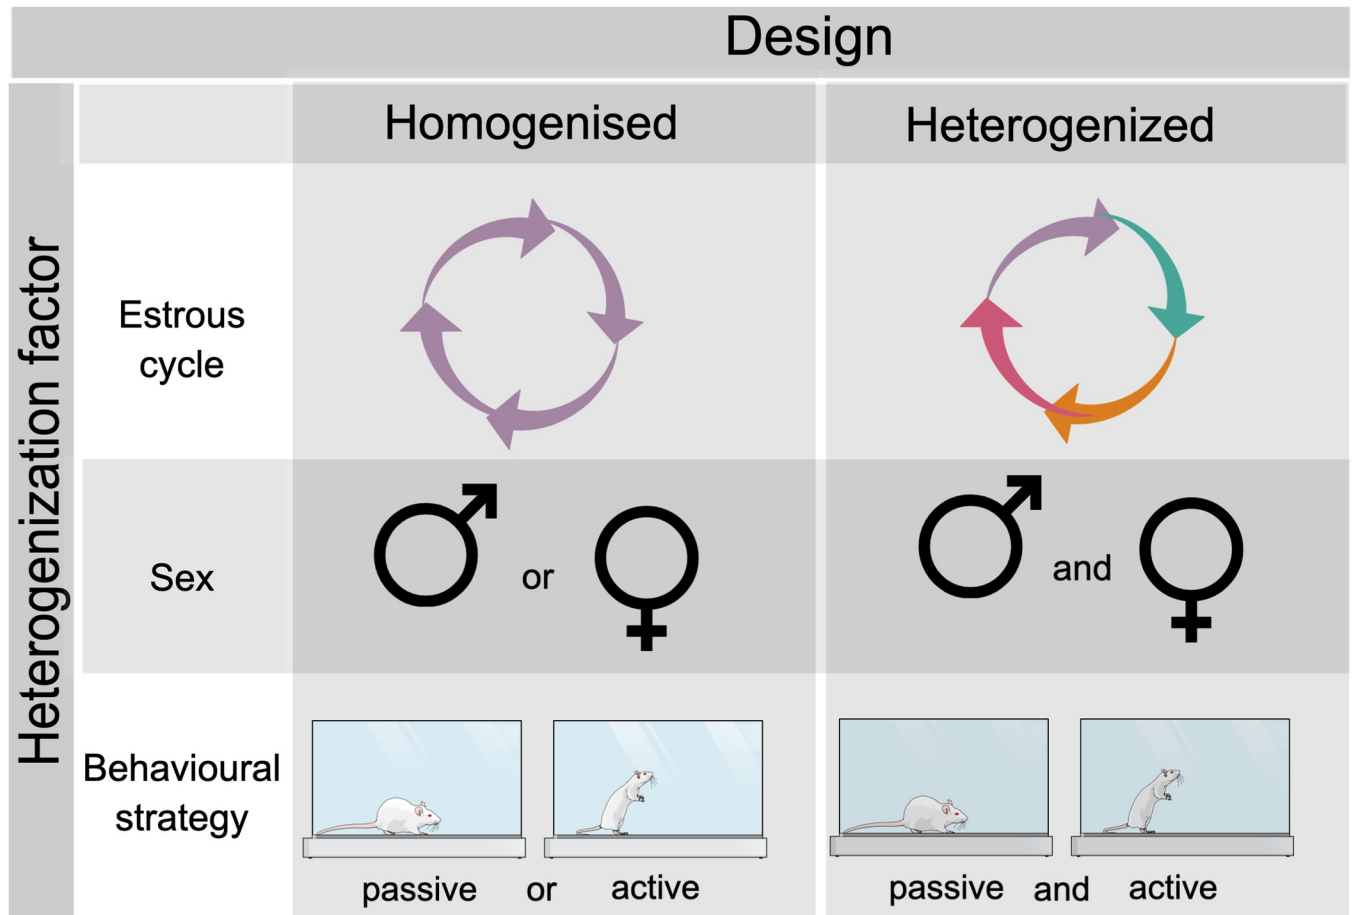 Design
Homogenised
Heterogenized
Heterogenization factor
Estrous
cycle
Sex
or
and
Behavioural
strategy
passive or active
passive and active